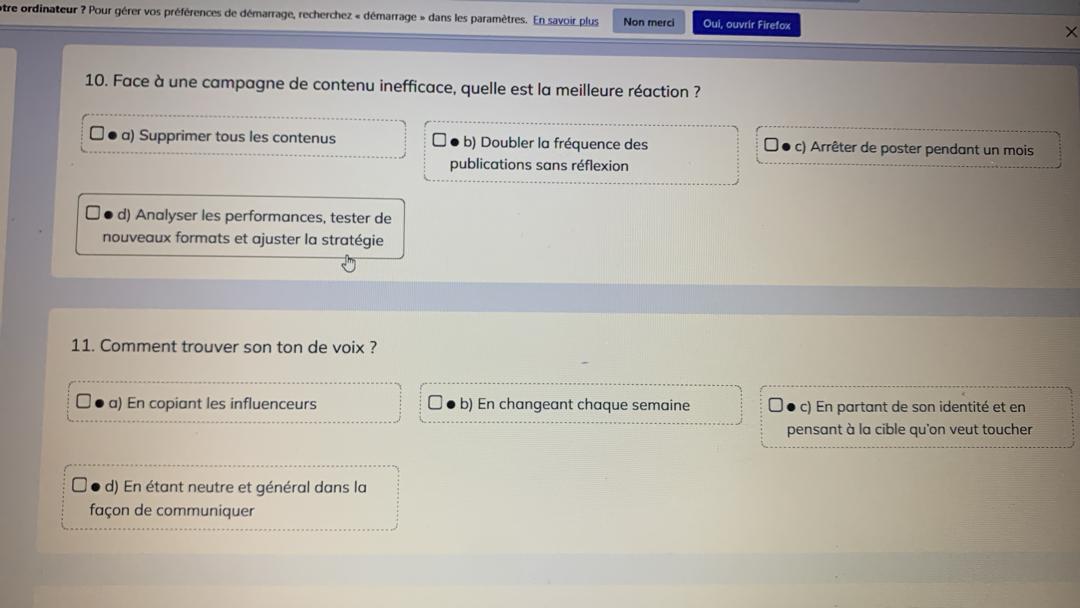 tre ordinateur ? Pour gérer vos préférences de démarrage, recherchez « démarrage » dans les paramètres. En savoir plus Non merci Oui, ouvrir Firefox
10. Face à une campagne de contenu inefficace, quelle est la meilleure réaction ?
a) Supprimer tous les contenus
b) Doubler la fréquence des
publications sans réflexion
c) Arrêter de poster pendant un mois
d) Analyser les performances, tester de
nouveaux formats et ajuster la stratégie
11. Comment trouver son ton de voix ?
a) En copiant les influenceurs
b) En changeant chaque semaine
c) En partant de son identité et en
pensant à la cible qu'on veut toucher
d) En étant neutre et général dans la
façon de communiquer